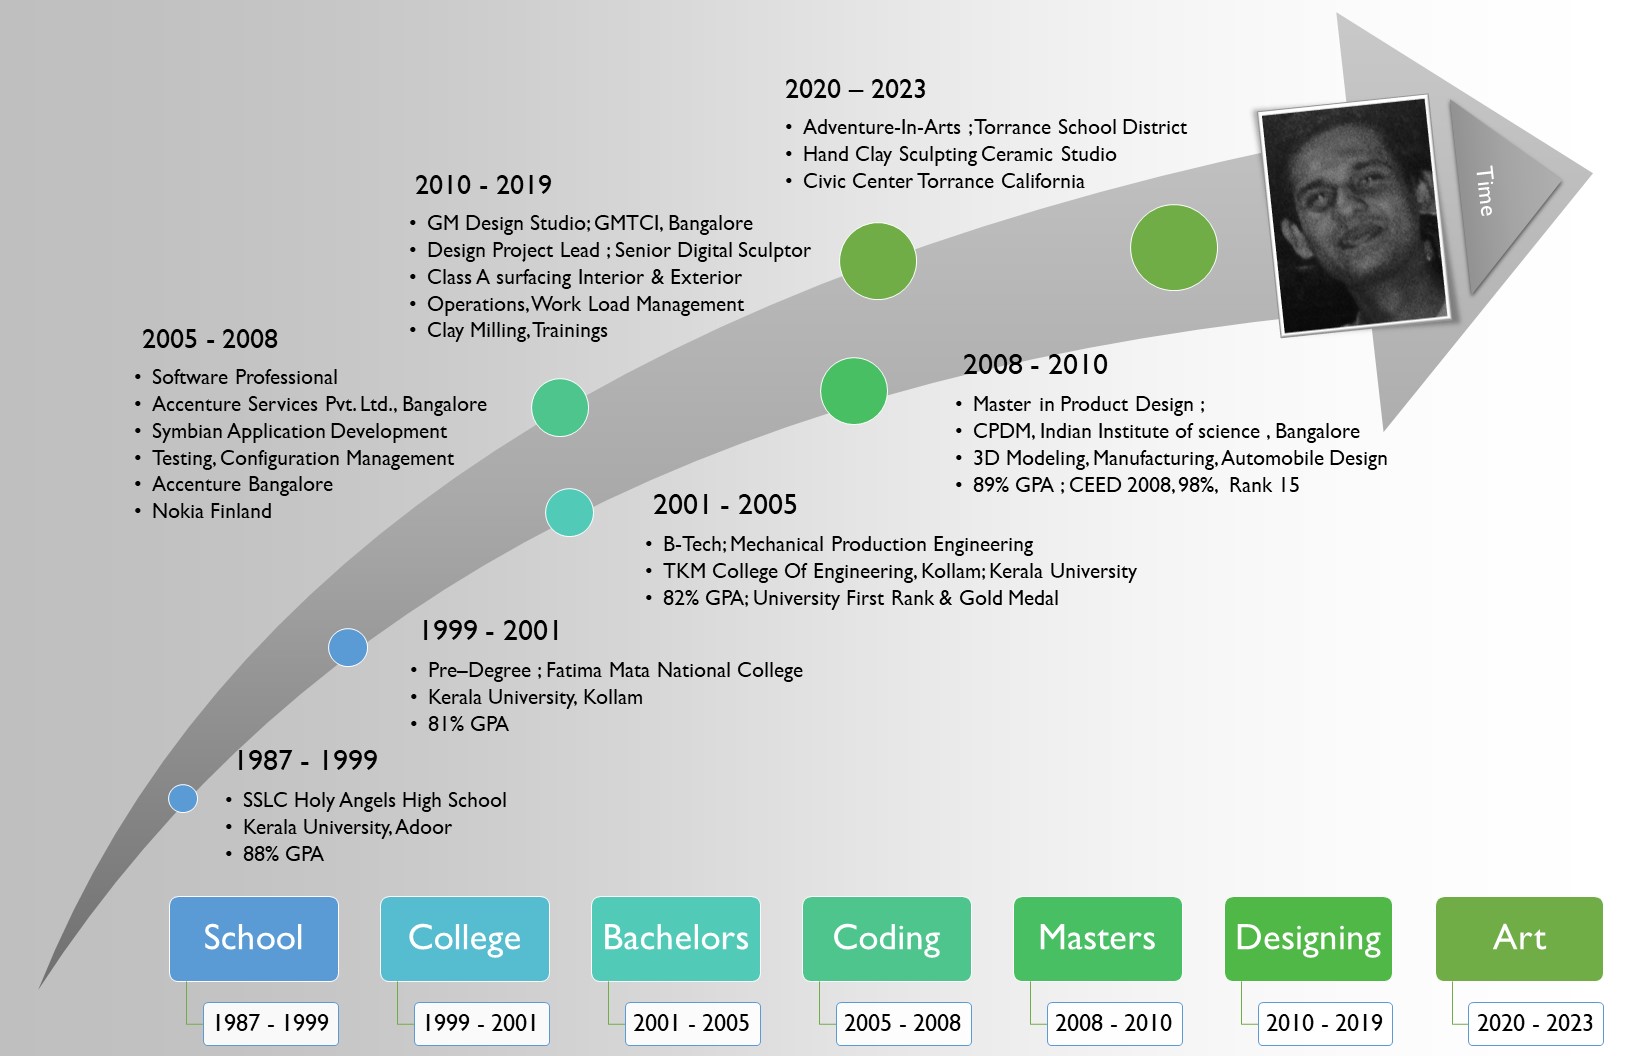 2020 – 2023
• Adventure-In-Arts ; Torrance School District
• Hand Clay Sculpting Ceramic Studio
• Civic Center Torrance California
Time
2010 - 2019
• GM Design Studio; GMTCI, Bangalore
• Design Project Lead ; Senior Digital Sculptor
• Class A surfacing Interior & Exterior
• Operations, Work Load Management
• Clay Milling, Trainings
2005 - 2008
• Software Professional
• Accenture Services Pvt. Ltd., Bangalore
• Symbian Application Development
• Testing, Configuration Management
• Accenture Bangalore
• Nokia Finland
2008 - 2010
• Master in Product Design ;
• CPDM, Indian Institute of science , Bangalore
• 3D Modeling, Manufacturing, Automobile Design
• 89% GPA ; CEED 2008, 98%, Rank 15
2001 - 2005
• B-Tech; Mechanical Production Engineering
• TKM College Of Engineering, Kollam; Kerala University
• 82% GPA; University First Rank & Gold Medal
1999 - 2001
• Pre–Degree ; Fatima Mata National College
• Kerala University, Kollam
• 81% GPA
1987 - 1999
• SSLC Holy Angels High School
• Kerala University, Adoor
• 88% GPA
School
College
Bachelors
Coding
Masters
Designing
Art
1987 - 1999
1999 - 2001
2001 - 2005
2005 - 2008
2008 - 2010
2010 - 2019
2020 - 2023